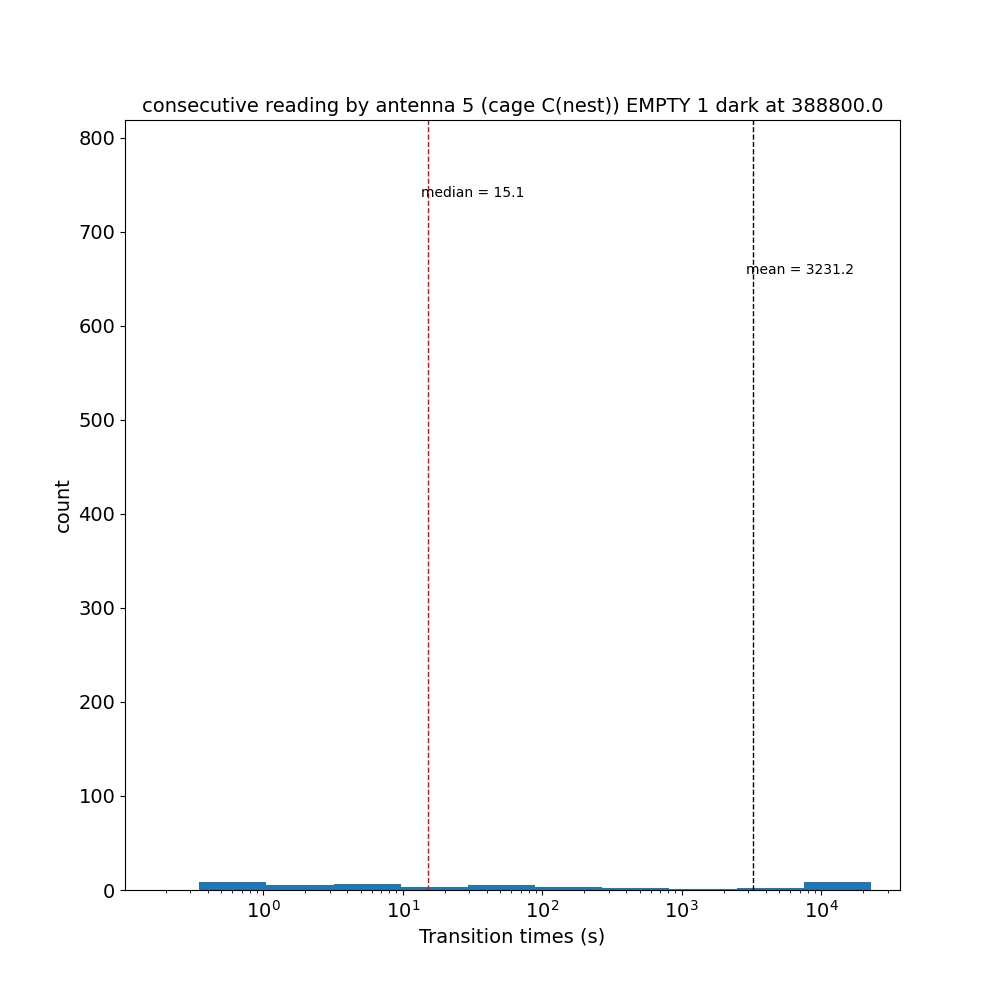 consecutive reading by antenna 5 (cage C(nest)) EMPTY 1 dark at 388800.0
800
median = 15.1
700
mean = 3231.2
600
500
count
400
300
200
100
0
10⁰ 10¹ 10² 10³ 10⁴
Transition times (s)